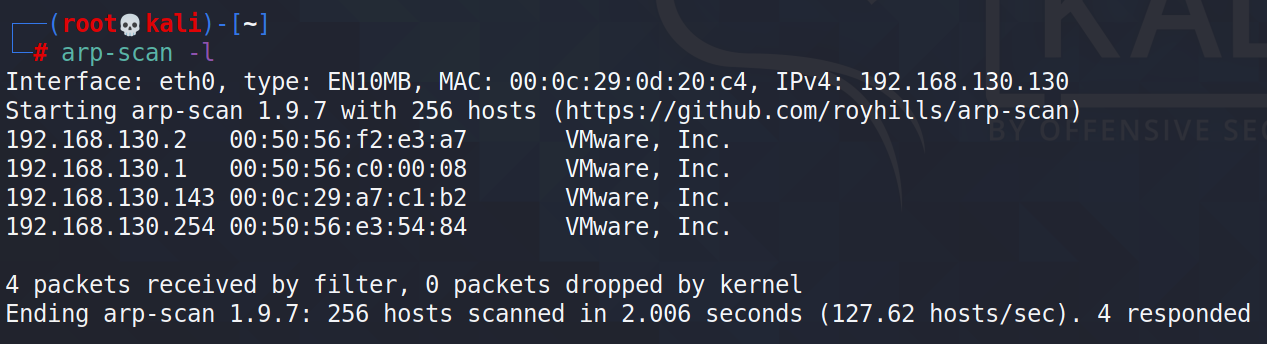 ┌──(root💀kali)-[~]
└─# arp-scan -l
Interface: eth0, type: EN10MB, MAC: 00:0c:29:0d:20:c4, IPv4: 192.168.130.130
Starting arp-scan 1.9.7 with 256 hosts (https://github.com/royhills/arp-scan)
192.168.130.2   00:50:56:f2:e3:a7       VMware, Inc.
192.168.130.1   00:50:56:c0:00:08       VMware, Inc.
192.168.130.143 00:0c:29:a7:c1:b2       VMware, Inc.
192.168.130.254 00:50:56:e3:54:84       VMware, Inc.

4 packets received by filter, 0 packets dropped by kernel
Ending arp-scan 1.9.7: 256 hosts scanned in 2.006 seconds (127.62 hosts/sec). 4 responded
KAL
BY OFFENSIVE SEC